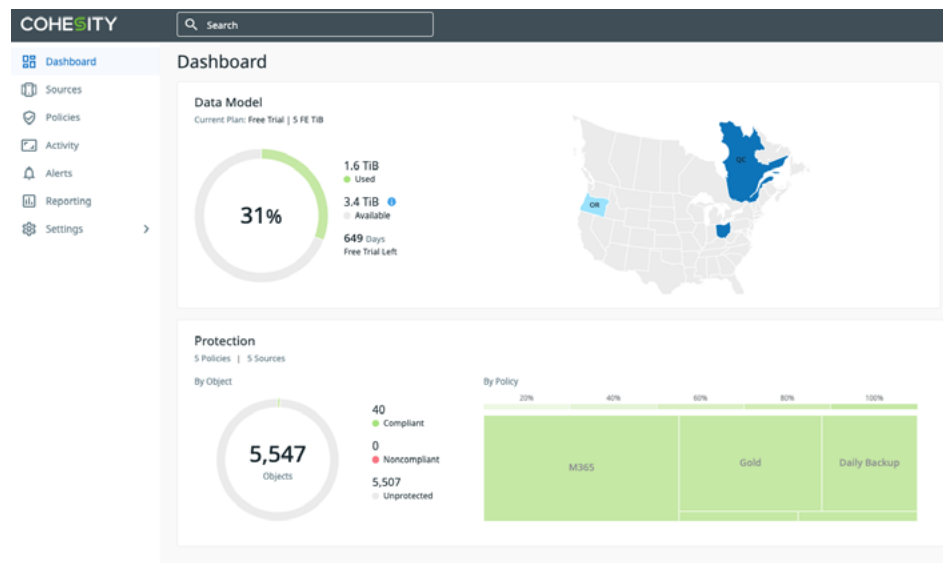 COHESITY
Search
Dashboard
Sources
Policies
Activity
Alerts
Reporting
Settings
Dashboard
Data Model
Current Plan: Free Trial | 5 FE TiB
31%
1.6 TiB
Used
3.4 TiB
Available
649 Days
Free Trial Left
QC
OR
Protection
5 Policies | 5 Sources
By Object
5,547
Objects
40
Compliant
0
Noncompliant
5,507
Unprotected
By Policy
20% 40% 60% 80% 100%
M365
Gold
Daily Backup